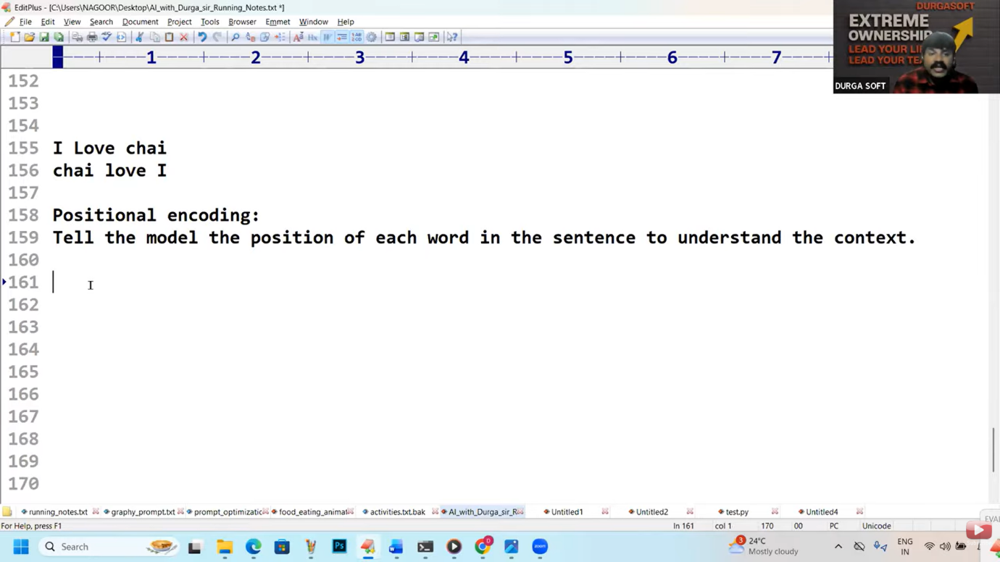 EditPlus - [C:\Users\NAGOOR\Desktop\AI_with_Durga_sir_Running_Notes.txt *]
File Edit View Search Document Project Tools Browser Emmet Window Help
DURGASOFT
EXTREME
OWNERSHIP
LEAD YOUR
LEAD YOUR
DURGA SOFT
1 2 3 4 5 6 7
152
153
154
155 I Love chai
156 chai love I
157
158 Positional encoding:
159 Tell the model the position of each word in the sentence to understand the context.
160
161
162
163
164
165
166
167
168
169
170
running_notes.txt graphy_prompt.txt prompt_optimizatic food_eating_animat activities.txt.bak AI_with_Durga_sir_R Untitled1 Untitled2 test.py Untitled4
For Help, press F1 ln 161 col 1 170 00 PC Unicode
Search 3 24°C ENG
Mostly cloudy IN